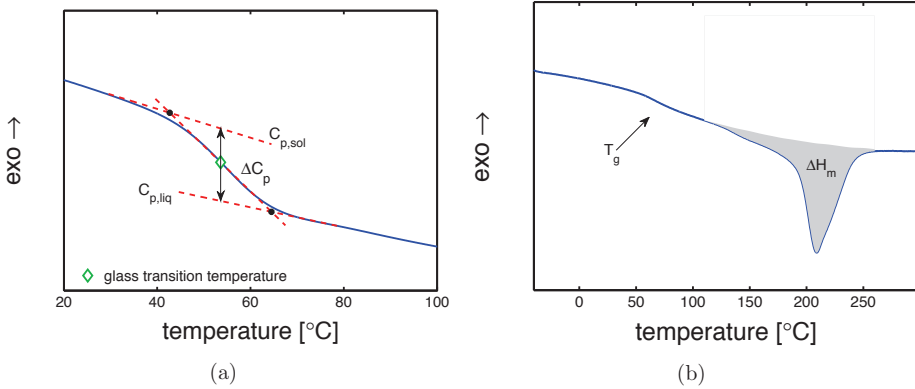 exo →
C_p,sol
ΔC_p
C_p,liq
glass transition temperature
20 40 60 80 100
temperature [°C]
(a)
exo →
T_g
ΔH_m
0 50 100 150 200 250
temperature [°C]
(b)